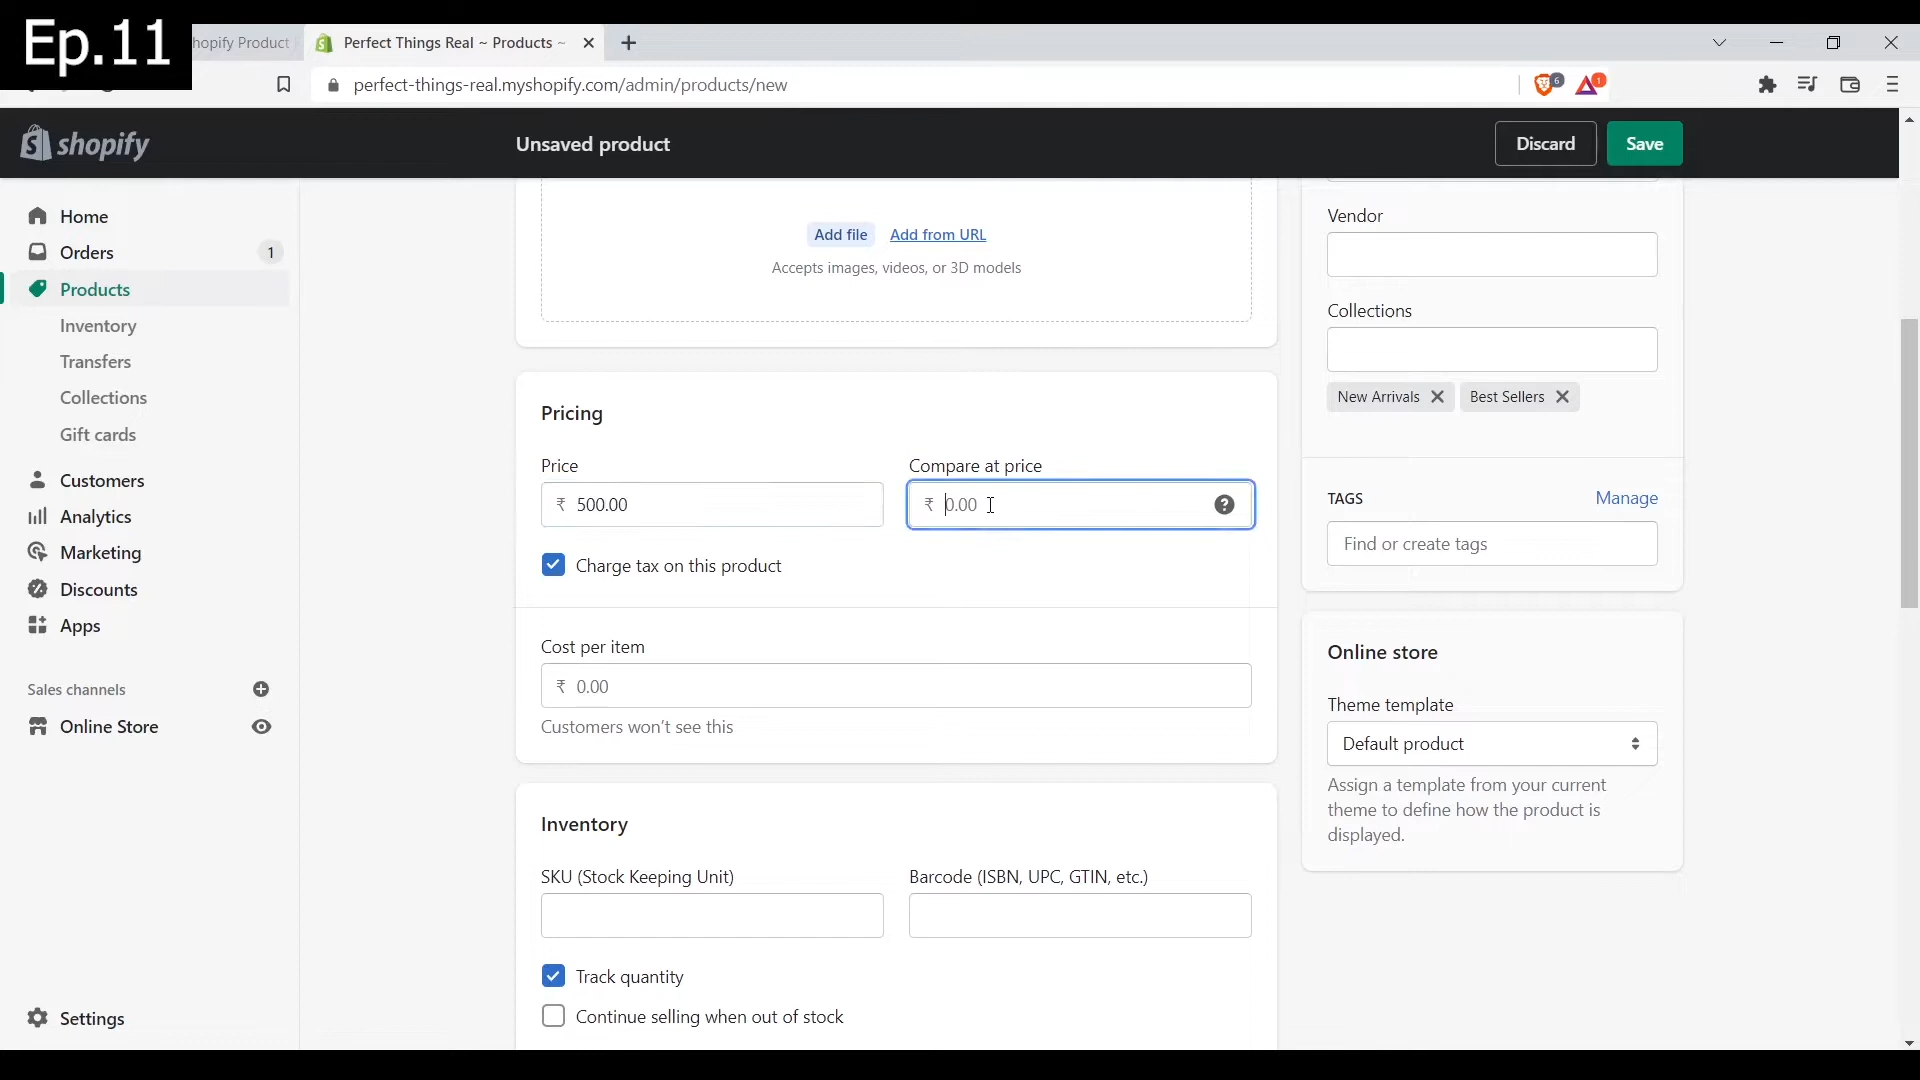 Ep.11
hopify Product
Perfect Things Real ~ Products ~
perfect-things-real.myshopify.com/admin/products/new
6
1
shopify
Unsaved product
Discard
Save
Home
Orders
1
Products
Inventory
Transfers
Collections
Gift cards
Customers
Analytics
Marketing
Discounts
Apps
Sales channels
Online Store
Settings
Add file
Add from URL
Accepts images, videos, or 3D models
Pricing
Price
Compare at price
₹ 500.00
₹ 0.00
Charge tax on this product
Cost per item
₹ 0.00
Customers won’t see this
Inventory
SKU (Stock Keeping Unit)
Barcode (ISBN, UPC, GTIN, etc.)
Track quantity
Continue selling when out of stock
Vendor
Collections
New Arrivals
Best Sellers
TAGS
Manage
Find or create tags
Online store
Theme template
Default product
Assign a template from your current
theme to define how the product is
displayed.